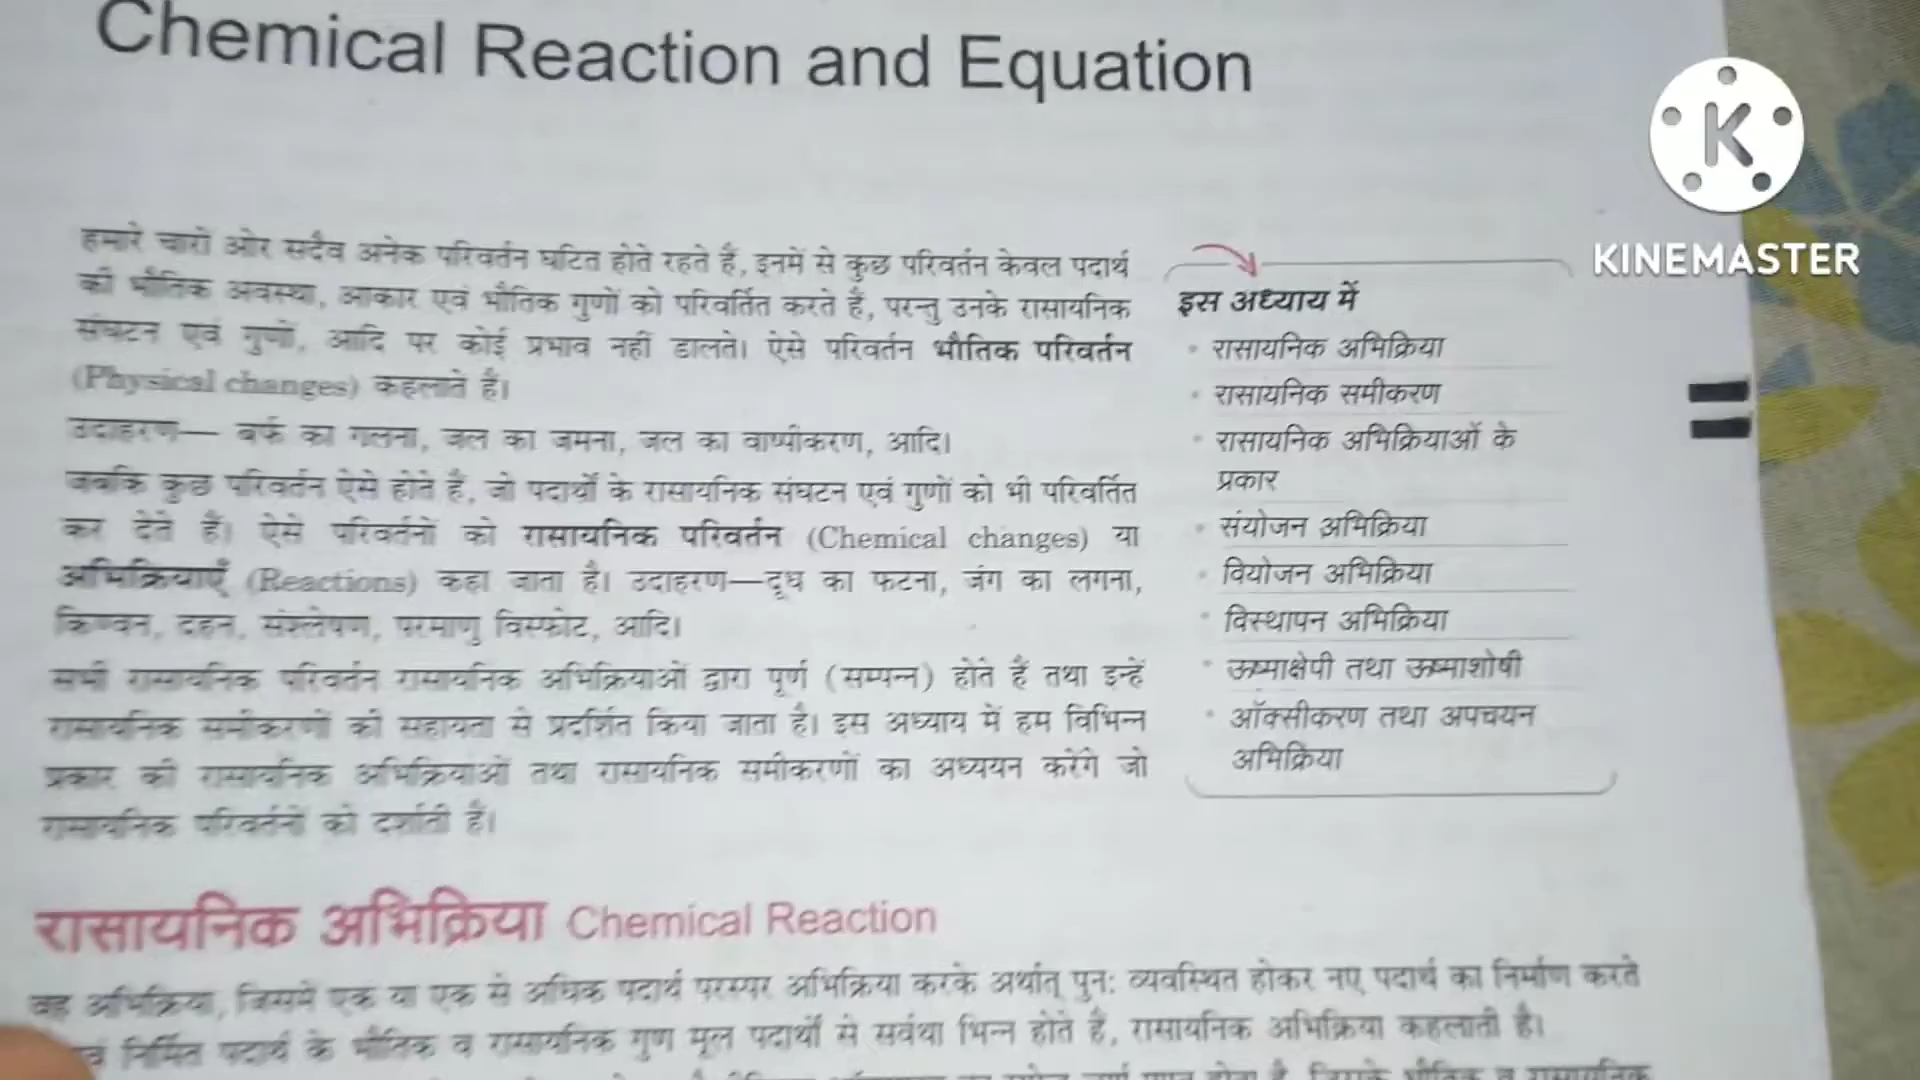 Chemical Reaction and Equation
KINEMASTER
हमारे चारों ओर सदैव अनेक परिवर्तन घटित होते रहते हैं, इनमें से कुछ परिवर्तन केवल पदार्थ
की भौतिक अवस्था, आकार एवं भौतिक गुणों को परिवर्तित करते हैं, परन्तु उनके रासायनिक
संघटन एवं गुणों, आदि पर कोई प्रभाव नहीं डालते। ऐसे परिवर्तन भौतिक परिवर्तन
(Physical changes) कहलाते हैं।
उदाहरण— बर्फ का गलना, जल का जमना, जल का वाष्पीकरण, आदि।
जबकि कुछ परिवर्तन ऐसे होते हैं, जो पदार्थों के रासायनिक संघटन एवं गुणों को भी परिवर्तित
कर देते हैं। ऐसे परिवर्तनों को रासायनिक परिवर्तन (Chemical changes) या
अभिक्रियाएँ (Reactions) कहा जाता है। उदाहरण—दूध का फटना, जंग का लगना,
किण्वन, दहन, संश्लेषण, परमाणु विस्फोट, आदि।
सभी रासायनिक परिवर्तन रासायनिक अभिक्रियाओं द्वारा पूर्ण (सम्पन्न) होते हैं तथा इन्हें
रासायनिक समीकरणों की सहायता से प्रदर्शित किया जाता है। इस अध्याय में हम विभिन्न
प्रकार की रासायनिक अभिक्रियाओं तथा रासायनिक समीकरणों का अध्ययन करेंगे जो
रासायनिक परिवर्तनों को दर्शाती हैं।
इस अध्याय में
• रासायनिक अभिक्रिया
• रासायनिक समीकरण
• रासायनिक अभिक्रियाओं के
प्रकार
• संयोजन अभिक्रिया
• वियोजन अभिक्रिया
• विस्थापन अभिक्रिया
• ऊष्माक्षेपी तथा ऊष्माशोषी
• ऑक्सीकरण तथा अपचयन
अभिक्रिया
रासायनिक अभिक्रिया Chemical Reaction
वह अभिक्रिया, जिसमें एक या एक से अधिक पदार्थ परस्पर अभिक्रिया करके अर्थात् पुनः व्यवस्थित होकर नए पदार्थ का निर्माण करते
निर्मित पदार्थ के भौतिक व रासायनिक गुण मूल पदार्थों से सर्वथा भिन्न होते हैं, रासायनिक अभिक्रिया कहलाती है।